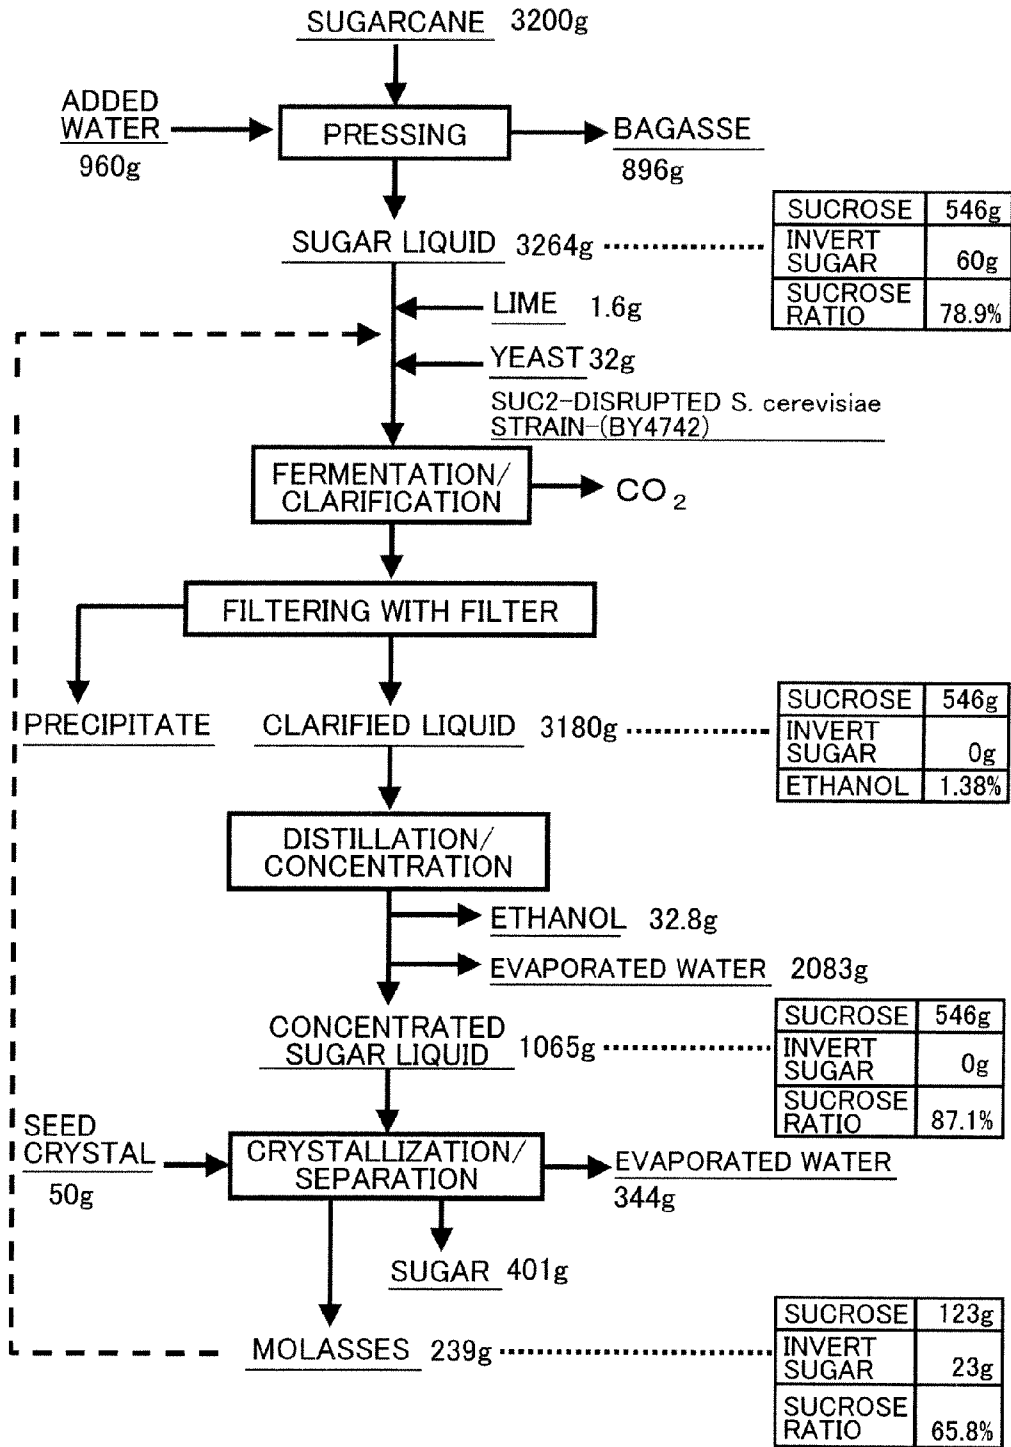 SUGARCANE 3200g
ADDED
WATER
960g
PRESSING
BAGASSE
896g
SUGAR LIQUID 3264g
SUCROSE 546g
INVERT
SUGAR 60g
SUCROSE
RATIO 78.9%
LIME 1.6g
YEAST 32g
SUC2-DISRUPTED S. cerevisiae
STRAIN-(BY4742)
FERMENTATION/
CLARIFICATION
CO2
FILTERING WITH FILTER
PRECIPITATE
CLARIFIED LIQUID 3180g
SUCROSE 546g
INVERT
SUGAR 0g
ETHANOL 1.38%
DISTILLATION/
CONCENTRATION
ETHANOL 32.8g
EVAPORATED WATER 2083g
CONCENTRATED
SUGAR LIQUID 1065g
SUCROSE 546g
INVERT
SUGAR 0g
SUCROSE
RATIO 87.1%
SEED
CRYSTAL
50g
CRYSTALLIZATION/
SEPARATION
EVAPORATED WATER
344g
SUGAR 401g
MOLASSES 239g
SUCROSE 123g
INVERT
SUGAR 23g
SUCROSE
RATIO 65.8%